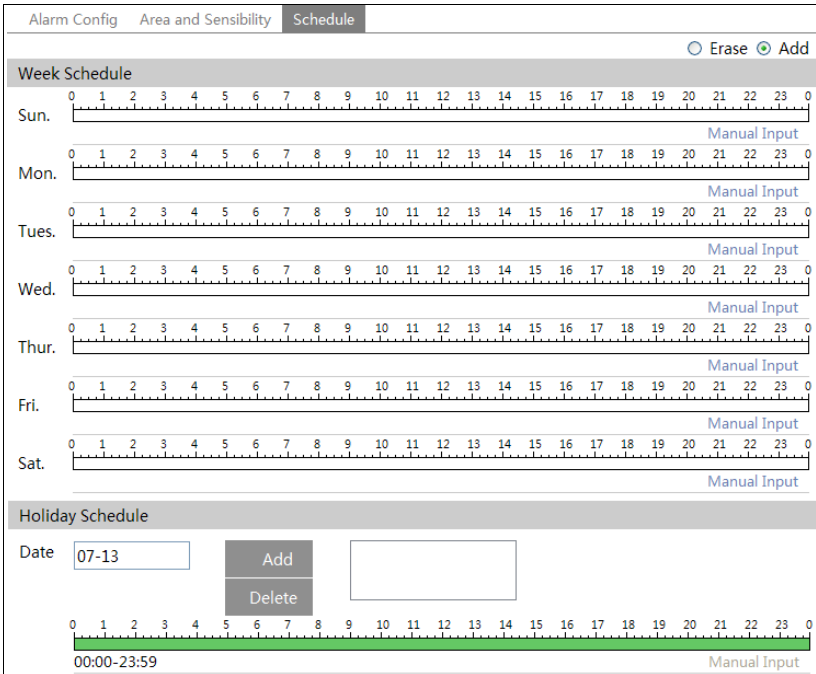 Alarm Config Area and Sensibility Schedule
Erase Add
Week Schedule
0 1 2 3 4 5 6 7 8 9 10 11 12 13 14 15 16 17 18 19 20 21 22 23 0
Sun.
Manual Input
0 1 2 3 4 5 6 7 8 9 10 11 12 13 14 15 16 17 18 19 20 21 22 23 0
Mon.
Manual Input
0 1 2 3 4 5 6 7 8 9 10 11 12 13 14 15 16 17 18 19 20 21 22 23 0
Tues.
Manual Input
0 1 2 3 4 5 6 7 8 9 10 11 12 13 14 15 16 17 18 19 20 21 22 23 0
Wed.
Manual Input
0 1 2 3 4 5 6 7 8 9 10 11 12 13 14 15 16 17 18 19 20 21 22 23 0
Thur.
Manual Input
0 1 2 3 4 5 6 7 8 9 10 11 12 13 14 15 16 17 18 19 20 21 22 23 0
Fri.
Manual Input
0 1 2 3 4 5 6 7 8 9 10 11 12 13 14 15 16 17 18 19 20 21 22 23 0
Sat.
Manual Input
Holiday Schedule
Date 07-13 Add
Delete
0 1 2 3 4 5 6 7 8 9 10 11 12 13 14 15 16 17 18 19 20 21 22 23 0
00:00-23:59 Manual Input